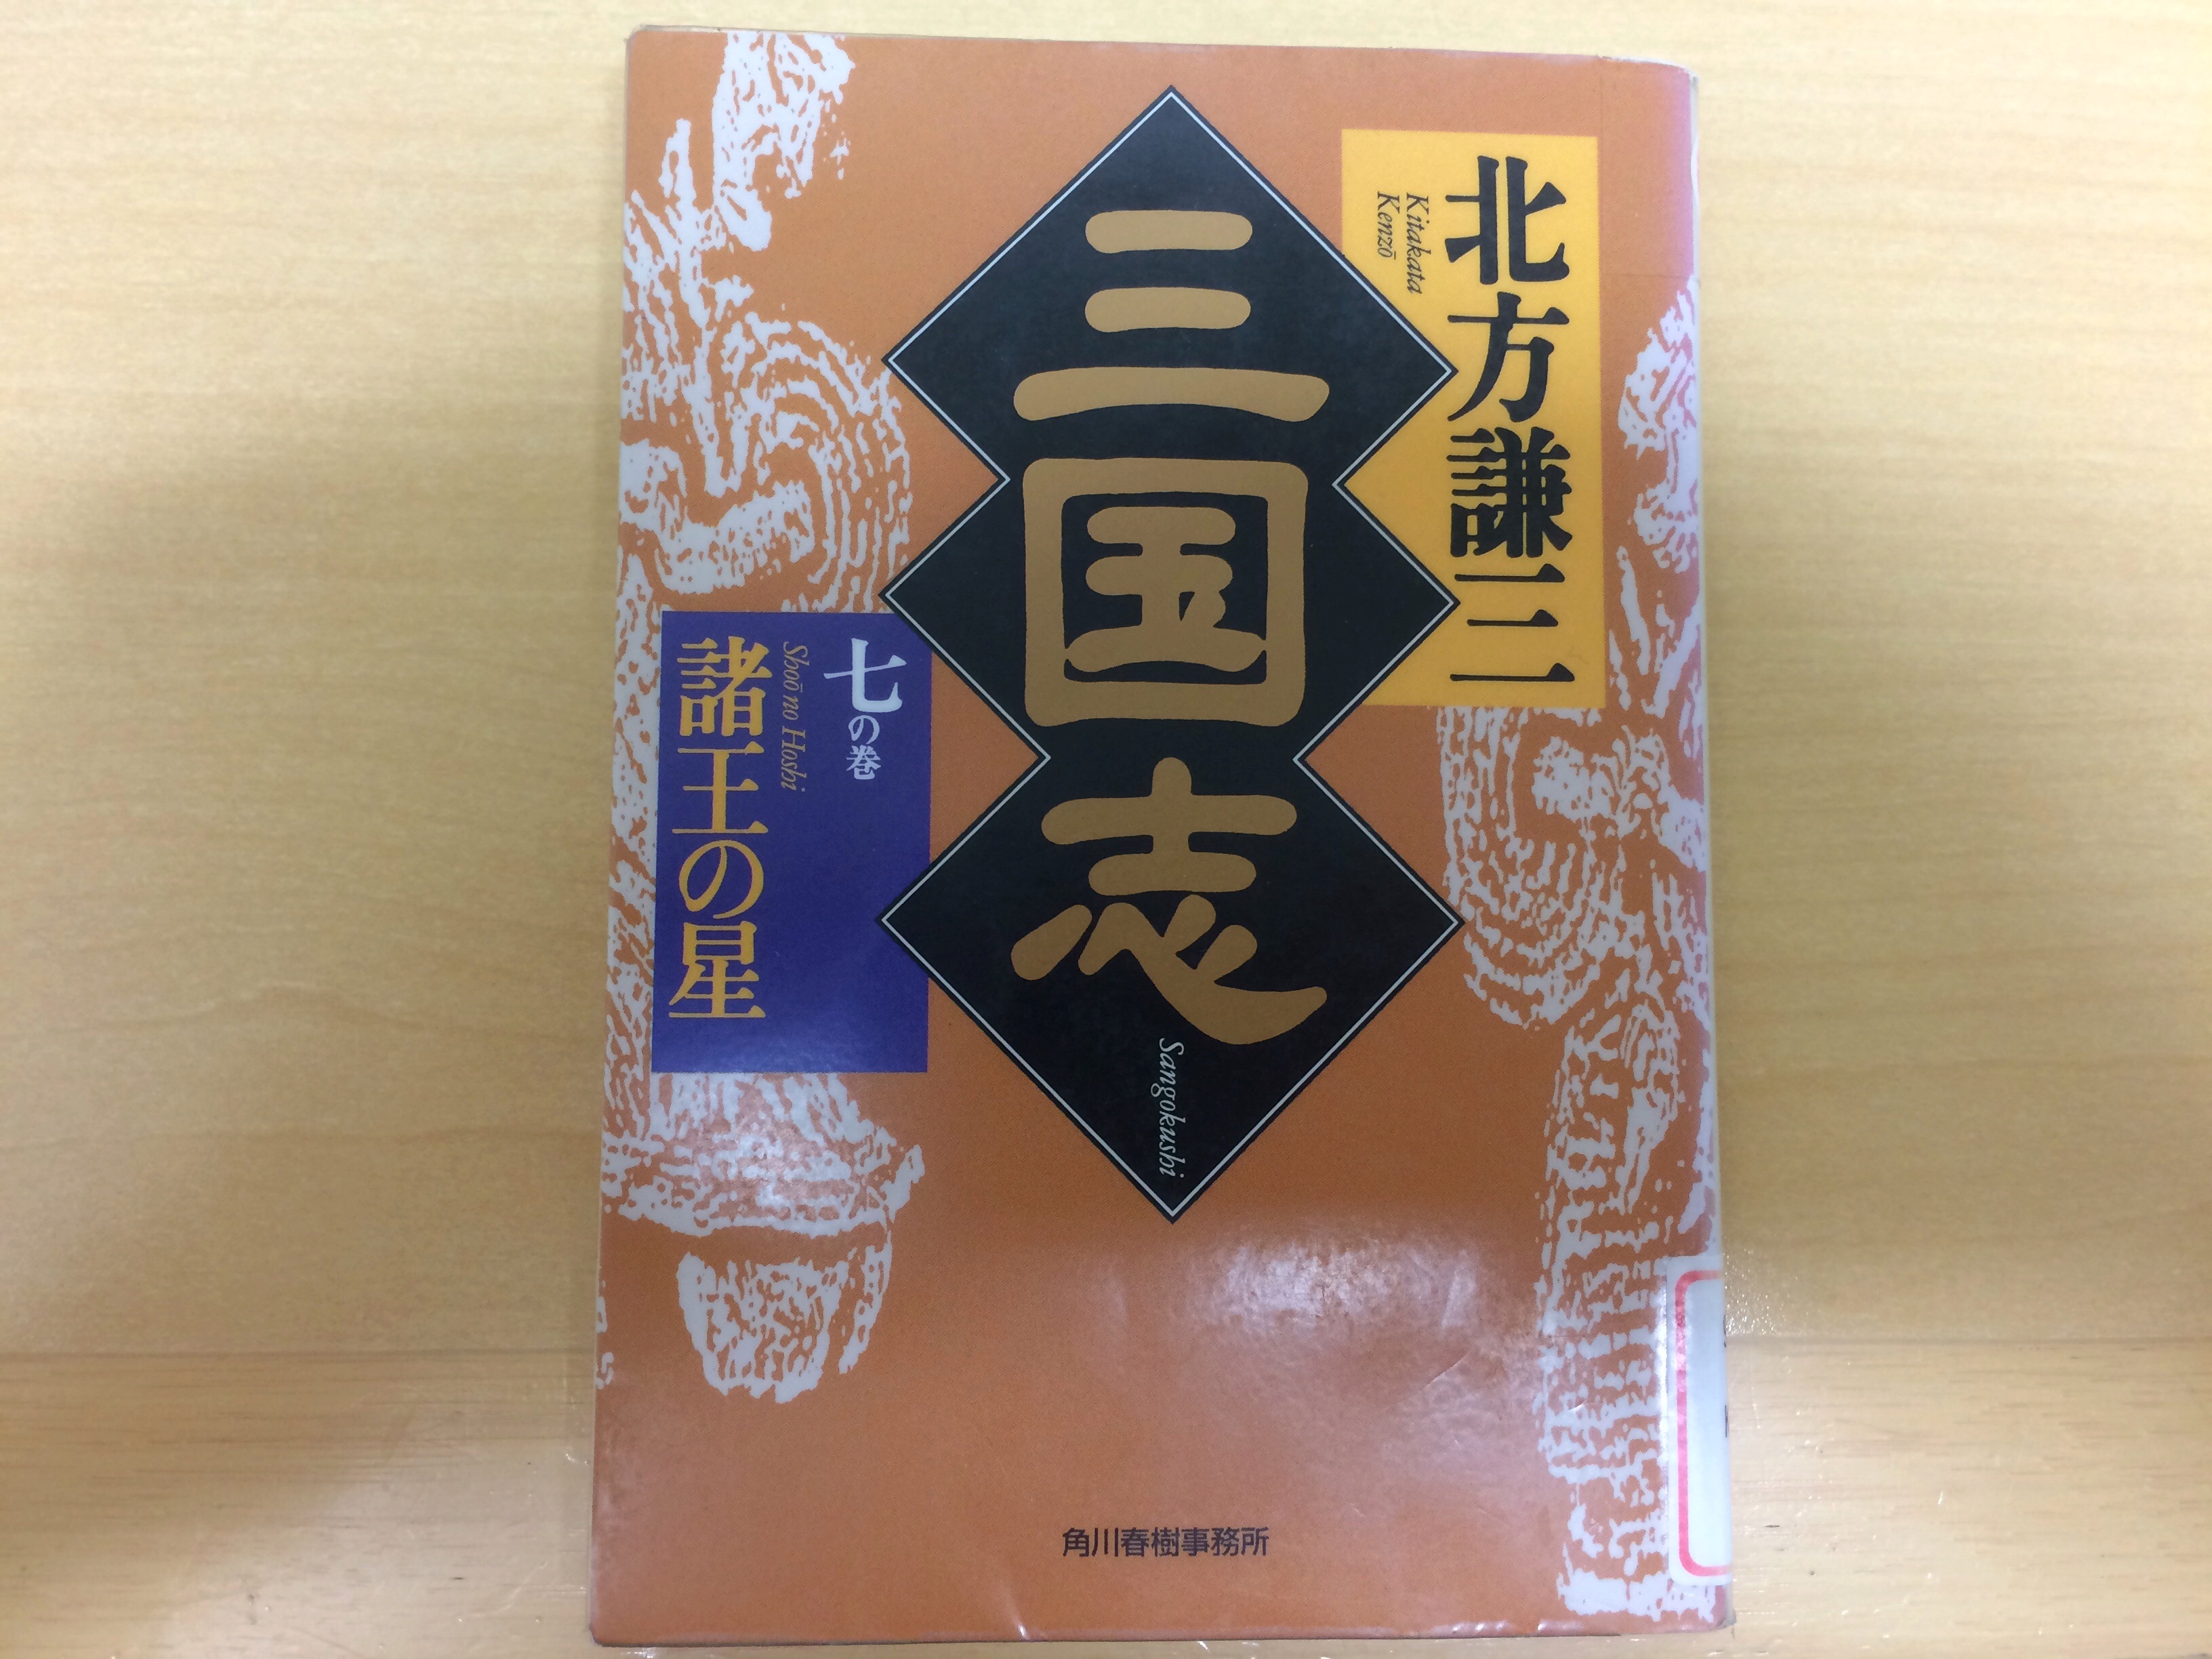 北方謙三
Kitakata
Kenzō
三国志
Sangokushi
七の巻
Shoō no Hoshi
諸王の星
角川春樹事務所